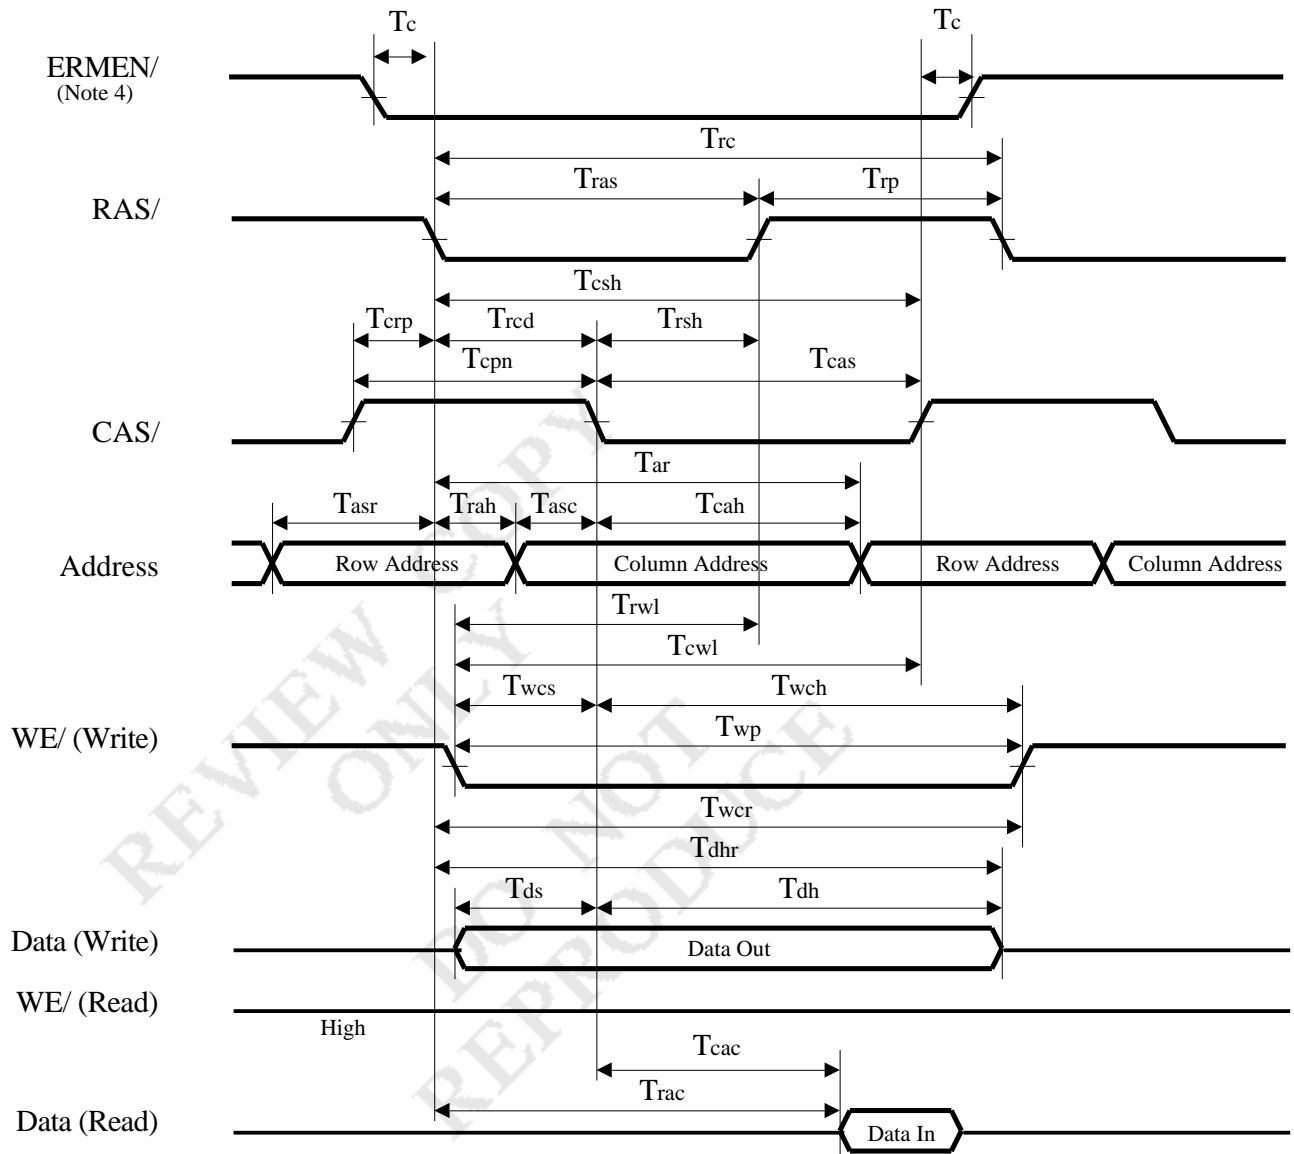 Tc Tc
ERMEN/
(Note 4)
Trc
Tras Trp
RAS/
Tcsh
Tcrp Trcd Trsh
Tcpn Tcas
CAS/
Tar
Tasr Trah Tasc Tcah
Address Row Address Column Address Row Address Column Address
Trwl
Tcwl
Twcs Twch
WE/ (Write) Twp
Twcr
Tdhr
Tds Tdh
Data (Write) Data Out
WE/ (Read)
High
Tcac
Trac
Data (Read) Data In
REVIEW COPY
ONLY
DO NOT
REPRODUCE